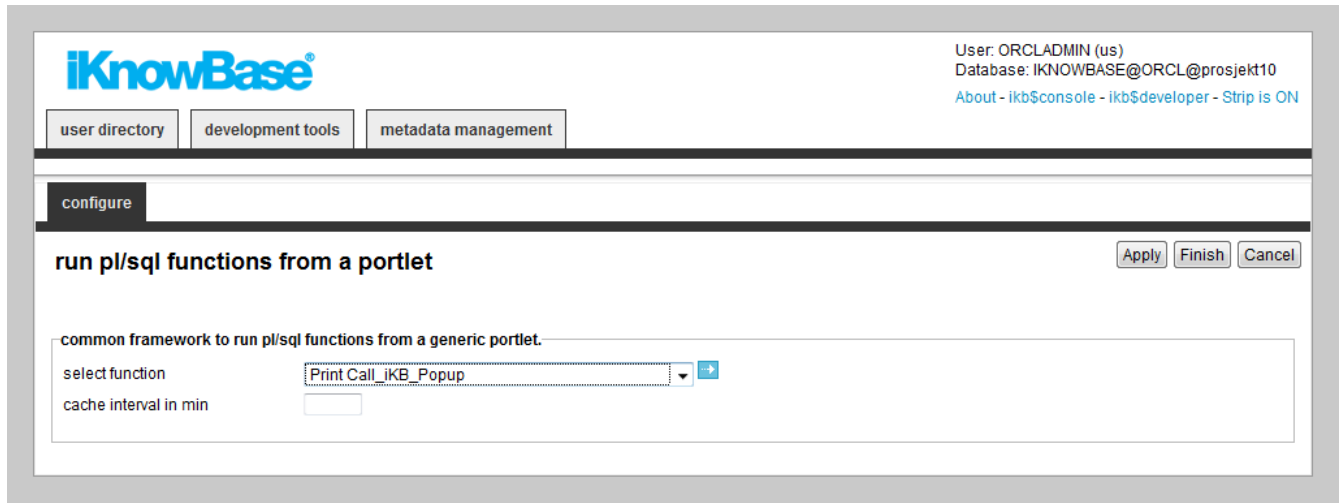 iKnowBase®
User: ORCLADMIN (us)
Database: IKNOWBASE@ORCL@prosjekt10
About - ikb$console - ikb$developer - Strip is ON
user directory development tools metadata management
configure
run pl/sql functions from a portlet
Apply Finish Cancel
common framework to run pl/sql functions from a generic portlet.
select function Print Call_iKB_Popup
cache interval in min